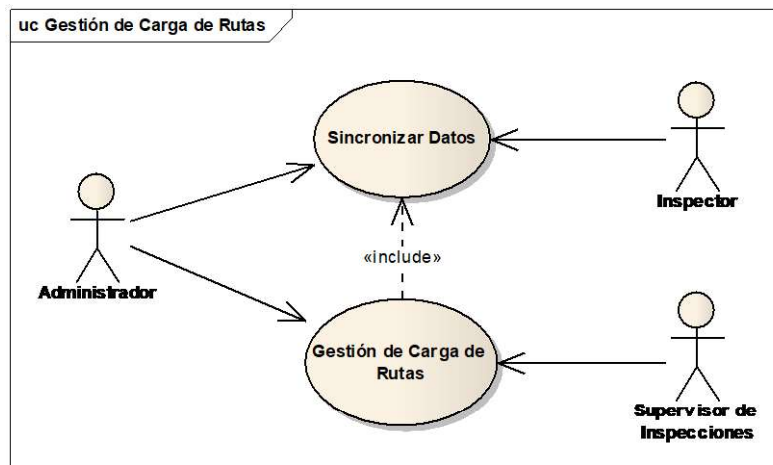 uc Gestión de Carga de Rutas
Sincronizar Datos
Inspector
«include»
Administrador
Gestión de Carga de
Rutas
Supervisor de
Inspecciones